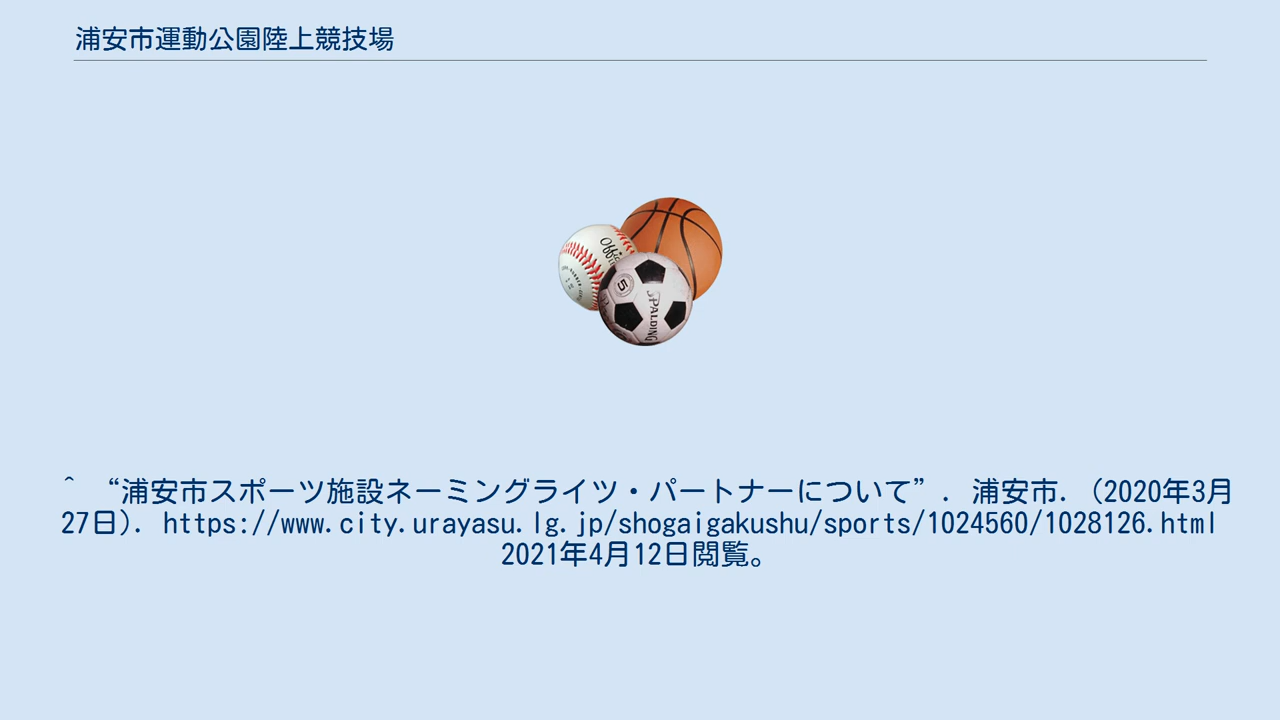 浦安市運動公園陸上競技場
Offici
5
SPALDING
^ “浦安市スポーツ施設ネーミングライツ・パートナーについて”. 浦安市. (2020年3月
27日). https://www.city.urayasu.lg.jp/shogaigakushu/sports/1024560/1028126.html
2021年4月12日閲覧。